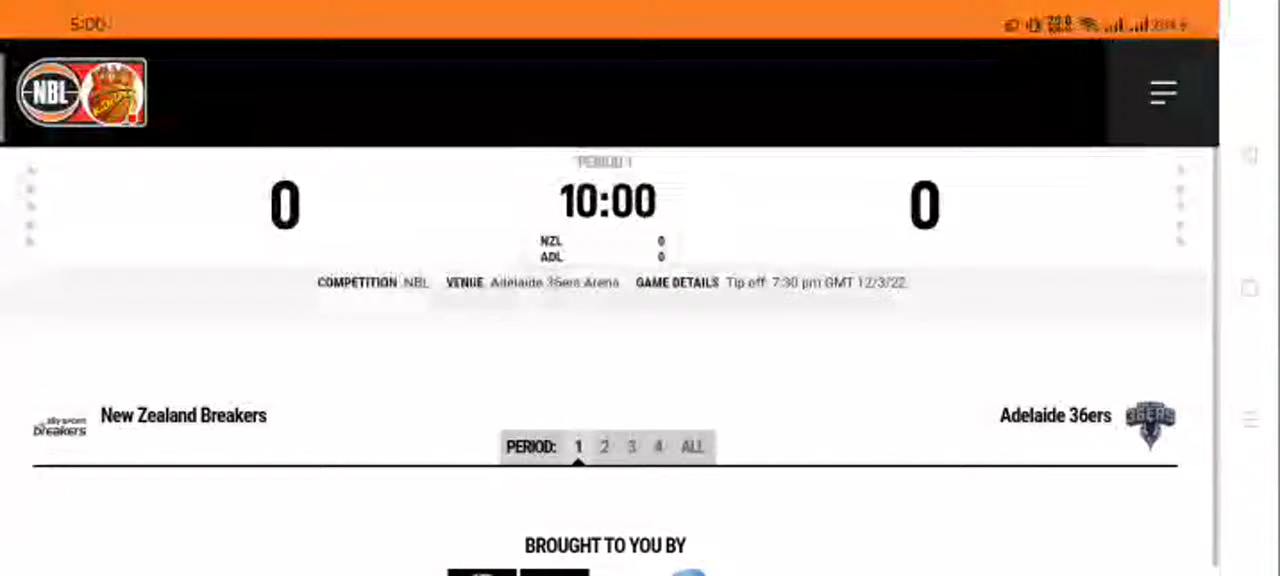 5:00
NBL
PERIOD 1
0 10:00 0
NZL 0
ADL 0
COMPETITION NBL VENUE Adelaide 36ers Arena GAME DETAILS Tip off: 7:30 pm GMT 12/3/22
sky sport
breakers
New Zealand Breakers
Adelaide 36ers
36ERS
PERIOD: 1 2 3 4 ALL
BROUGHT TO YOU BY